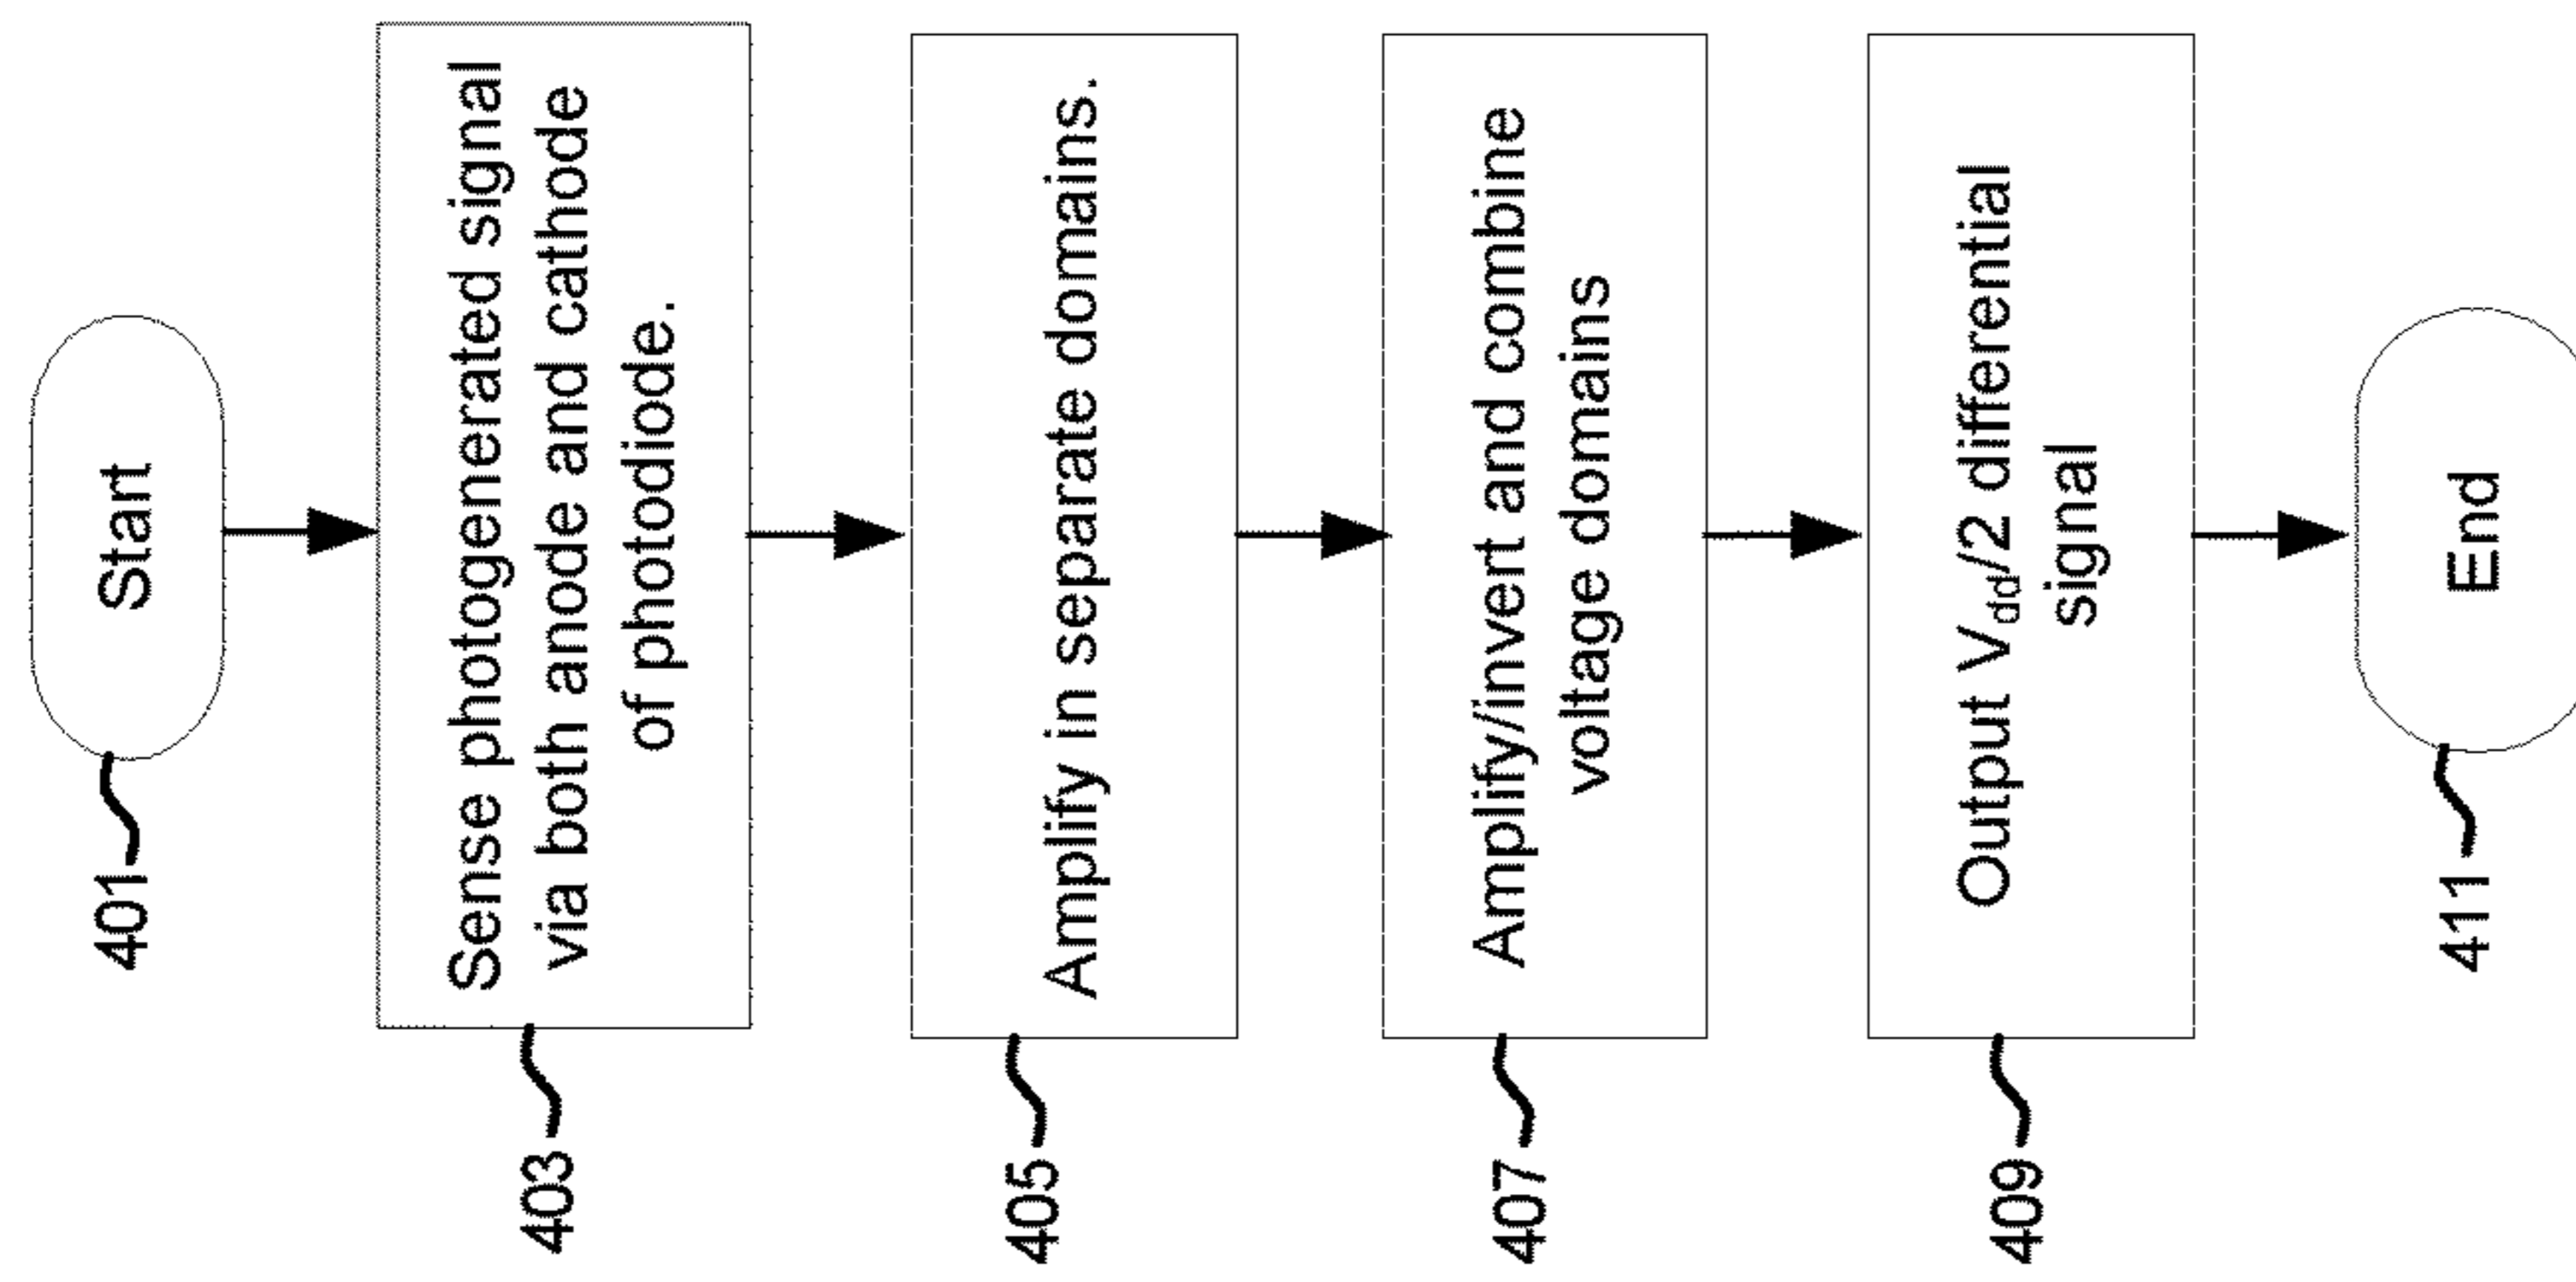 Start
401
Sense photogenerated signal
via both anode and cathode
of photodiode.
403
Amplify in separate domains.
405
Amplify/invert and combine
voltage domains
407
Output Vdd/2 differential
signal
409
End
411